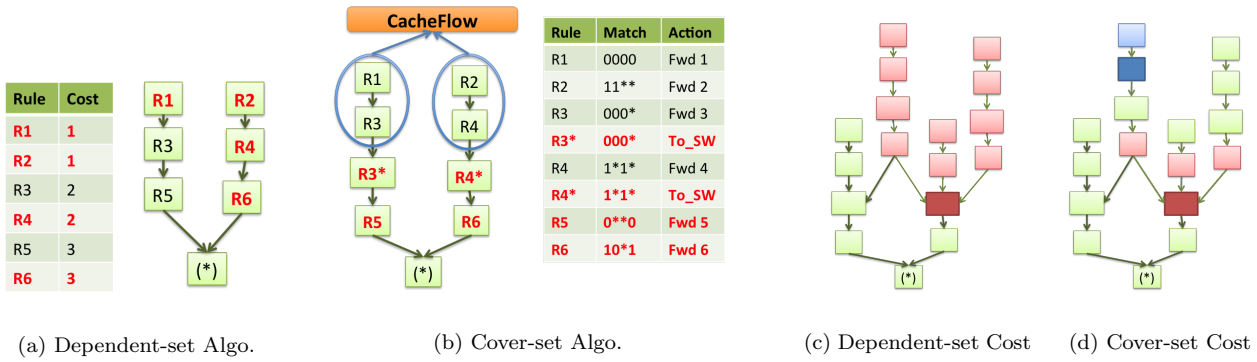 Rule Cost
R1 1
R2 1
R3 2
R4 2
R5 3
R6 3
R1 R2
R3 R4
R5 R6
(*)
(a) Dependent-set Algo.
CacheFlow
R1 R2
R3 R4
R3* R4*
R5 R6
(*)
Rule Match Action
R1 0000 Fwd 1
R2 11** Fwd 2
R3 000* Fwd 3
R3* 000* To_SW
R4 1*1* Fwd 4
R4* 1*1* To_SW
R5 0**0 Fwd 5
R6 10*1 Fwd 6
(b) Cover-set Algo.
(*)
(c) Dependent-set Cost
(*)
(d) Cover-set Cost